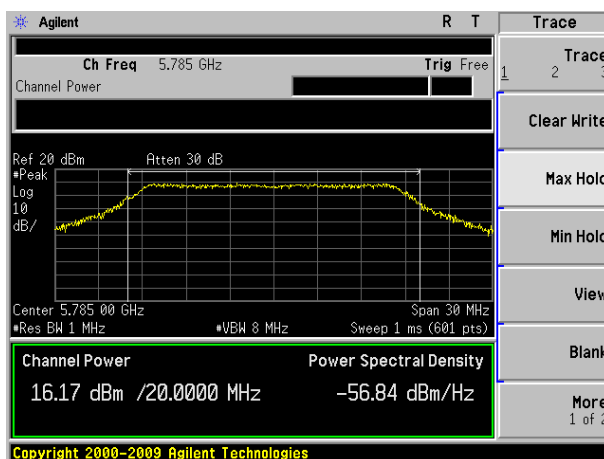 Agilent R T Trace
Ch Freq 5.785 GHz Trig Free
Channel Power
Trace
1 2 3
Clear Write
Max Hold
Min Hold
View
Blank
More
1 of 2
Ref 20 dBm Atten 30 dB
#Peak
Log
10
dB/
Center 5.785 00 GHz Span 30 MHz
#Res BW 1 MHz #VBW 8 MHz Sweep 1 ms (601 pts)
Channel Power Power Spectral Density
16.17 dBm /20.0000 MHz -56.84 dBm/Hz
Copyright 2000-2009 Agilent Technologies